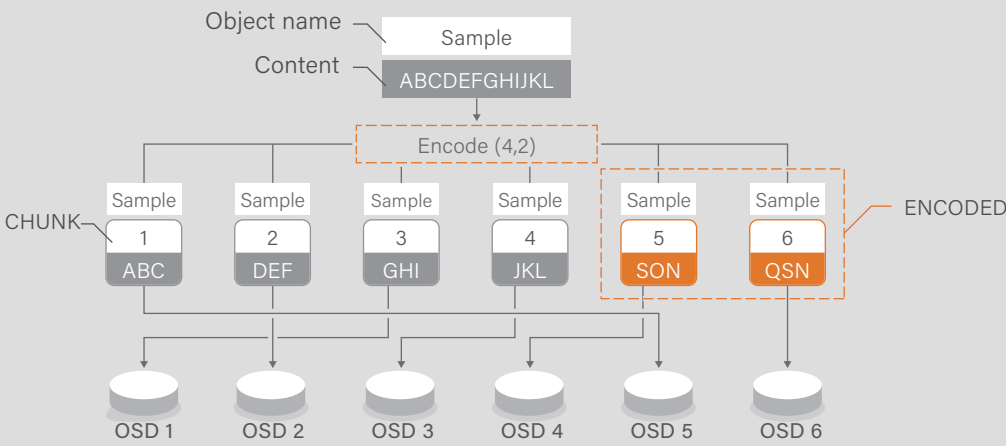 Object name
Sample
Content
ABCDEFGHIJKL
Encode (4,2)
Sample Sample Sample Sample Sample Sample
CHUNK
ENCODED
1 2 3 4 5 6
ABC DEF GHI JKL SON QSN
OSD 1 OSD 2 OSD 3 OSD 4 OSD 5 OSD 6